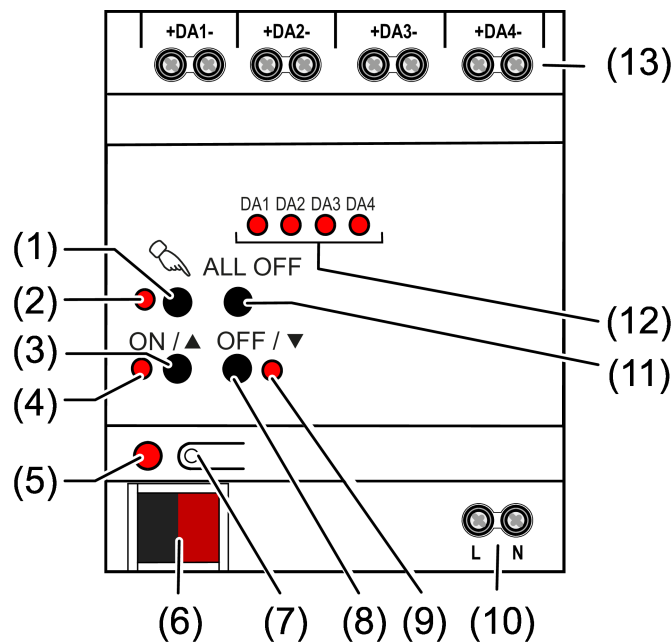 +DA1- +DA2- +DA3- +DA4-
(13)
DA1 DA2 DA3 DA4
(1)
ALL OFF
(2)
(12)
(3) ON / ▲ OFF / ▼
(11)
(4)
(5)
L N
(6) (7) (8) (9) (10)